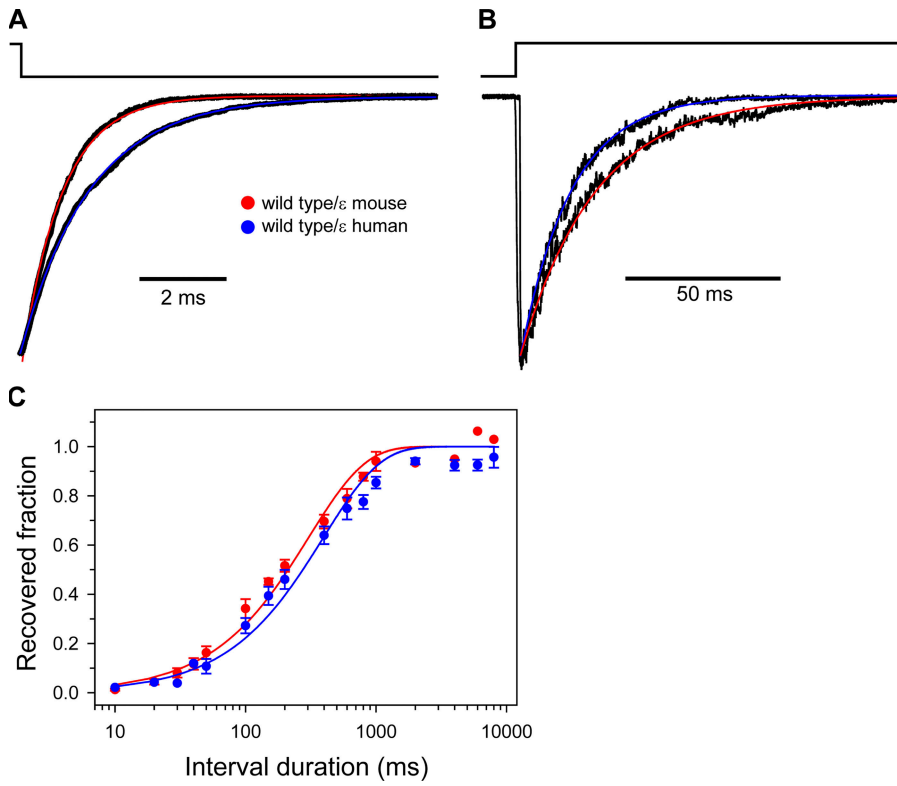 A
B
wild type/ε mouse
wild type/ε human
2 ms
50 ms
C
Recovered fraction
1.0
0.8
0.6
0.4
0.2
0.0
10
100
1000
10000
Interval duration (ms)